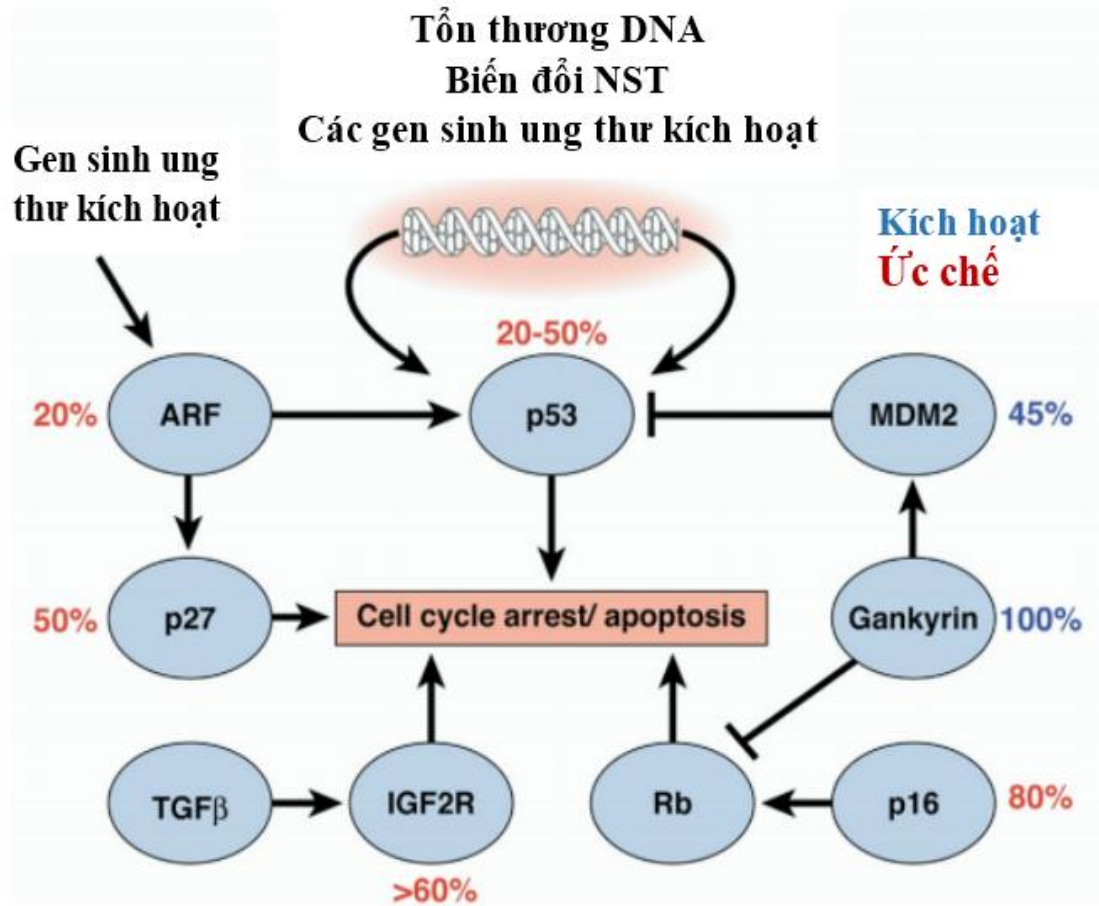 Tổn thương DNA
Biến đổi NST
Các gen sinh ung thư kích hoạt
Gen sinh ung
thư kích hoạt
Kích hoạt
Ức chế
20-50%
20%
ARF
p53
MDM2
45%
50%
p27
Cell cycle arrest/ apoptosis
Gankyrin
100%
TGFβ
IGF2R
Rb
p16
80%
>60%